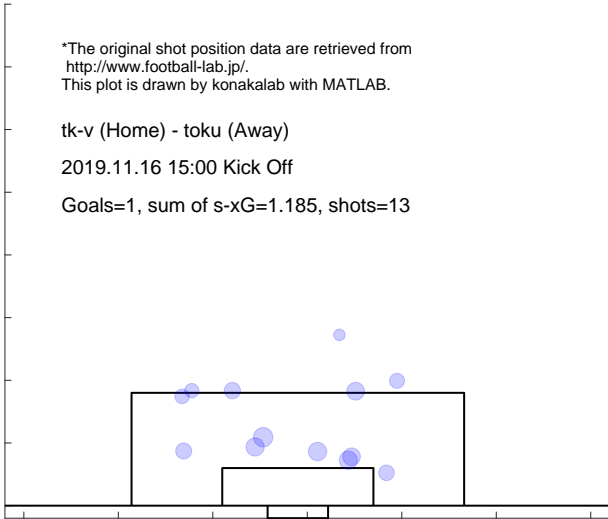 *The original shot position data are retrieved from
http://www.football-lab.jp/.
This plot is drawn by konakalab with MATLAB.
tk-v (Home) - toku (Away)
2019.11.16 15:00 Kick Off
Goals=1, sum of s-xG=1.185, shots=13